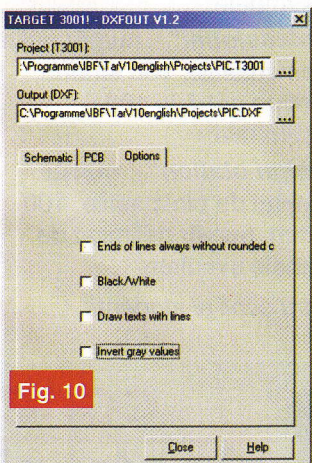 TARGET 3001! - DXFOUT V1.2
Project (T3001):
:\Programme\IBF\TarV10english\Projects\PIC.T3001
...
Output (DXF):
C:\Programme\IBF\TarV10english\Projects\PIC.DXF
...
Schematic PCB Options
Ends of lines always without rounded c
Black/White
Draw texts with lines
Invert gray values
Fig. 10
Close Help